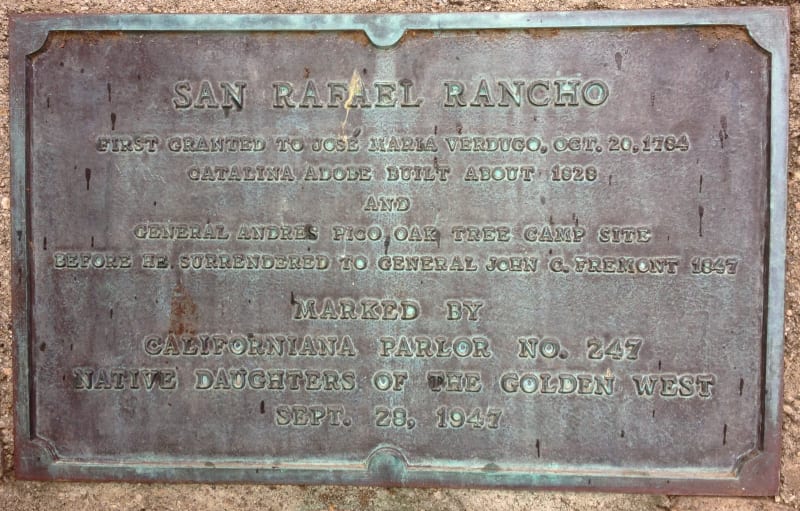 SAN RAFAEL RANCHO
FIRST GRANTED TO JOSE MARIA VERDUGO, OCT. 20, 1784
CATALINA ADOBE BUILT ABOUT 1828
AND
GENERAL ANDRES PICO OAK TREE CAMP SITE
BEFORE HE SURRENDERED TO GENERAL JOHN C. FREMONT 1847
MARKED BY
CALIFORNIANA PARLOR NO. 247
NATIVE DAUGHTERS OF THE GOLDEN WEST
SEPT. 28, 1947